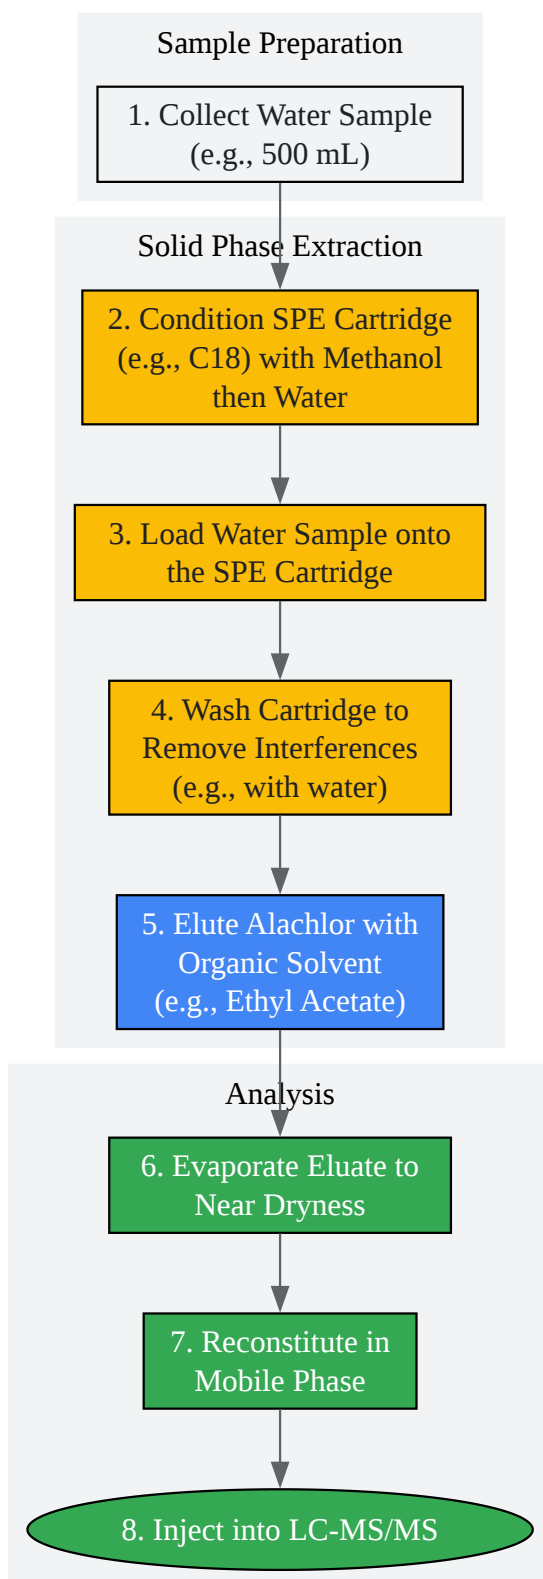 Sample Preparation
1. Collect Water Sample
(e.g., 500 mL)
Solid Phase Extraction
2. Condition SPE Cartridge
(e.g., C18) with Methanol
then Water
3. Load Water Sample onto
the SPE Cartridge
4. Wash Cartridge to
Remove Interferences
(e.g., with water)
5. Elute Alachlor with
Organic Solvent
(e.g., Ethyl Acetate)
Analysis
6. Evaporate Eluate to
Near Dryness
7. Reconstitute in
Mobile Phase
8. Inject into LC-MS/MS